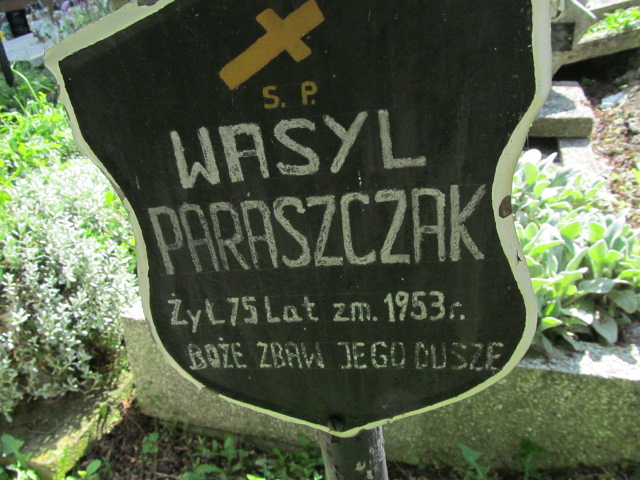 S. P.
WASYL
PARASZCZAK
ŻyŁ 75 Lat zm. 1953 r.
BOŻE ZBAW JEGO DUSZE